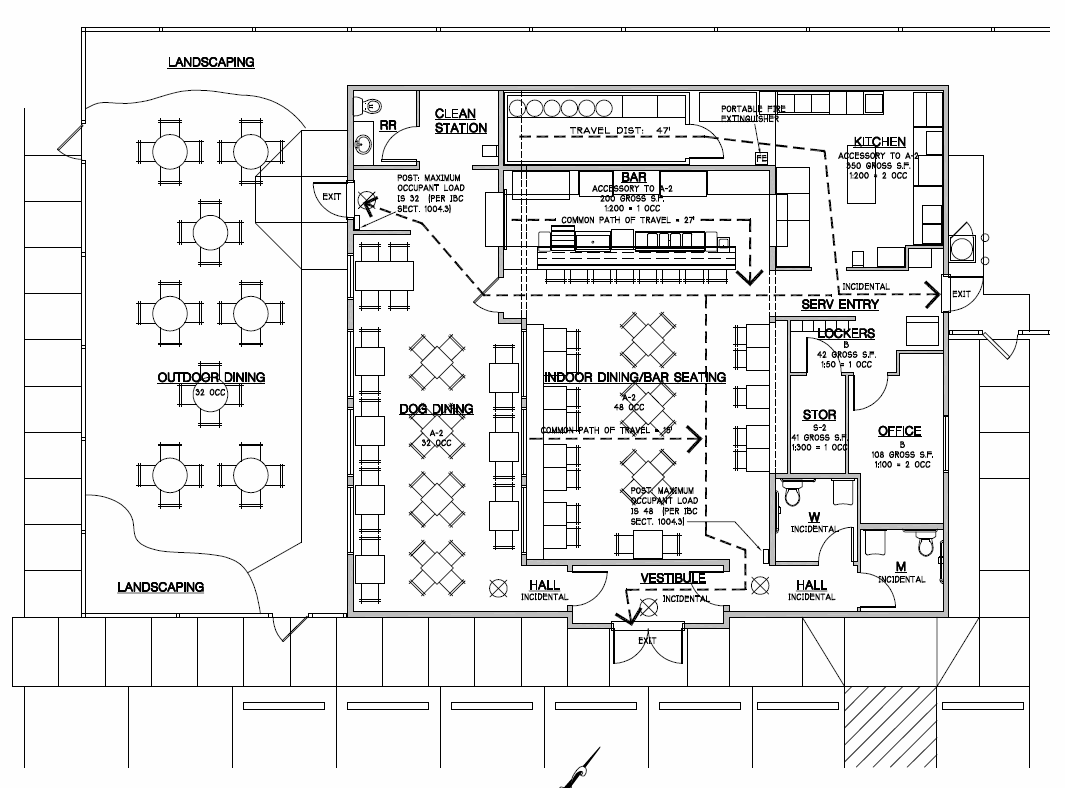 LANDSCAPING
RR
CLEAN
STATION
PORTABLE FIRE
EXTINGUISHER
TRAVEL DIST: 47'
FE
KITCHEN
ACCESSORY TO A-2
350 GROSS S.F.
1:200 = 2 OCC
POST: MAXIMUM
OCCUPANT LOAD
IS 32 (PER IBC
SECT. 1004.3)
EXIT
BAR
ACCESSORY TO A-2
200 GROSS S.F.
1:200 = 1 OCC
COMMON PATH OF TRAVEL = 27'
INCIDENTAL
EXIT
SERV ENTRY
LOCKERS
B
42 GROSS S.F.
1:50 = 1 OCC
OUTDOOR DINING
32 OCC
DOG DINING
A-2
32 OCC
INDOOR DINING/BAR SEATING
A-2
48 OCC
COMMON PATH OF TRAVEL = 15'
STOR
S-2
41 GROSS S.F.
1:300 = 1 OCC
OFFICE
B
108 GROSS S.F.
1:100 = 2 OCC
POST: MAXIMUM
OCCUPANT LOAD
IS 48 (PER IBC
SECT. 1004.3)
W
INCIDENTAL
M
INCIDENTAL
LANDSCAPING
HALL
INCIDENTAL
VESTIBULE
INCIDENTAL
HALL
INCIDENTAL
EXIT